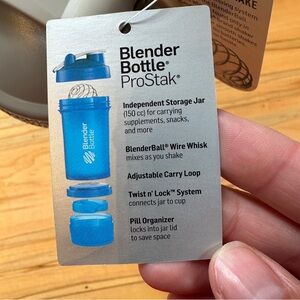 Blender
Bottle®
ProStak®
Independent Storage Jar
(150 cc) for carrying
supplements, snacks,
and more
BlenderBall® Wire Whisk
mixes as you shake
Adjustable Carry Loop
Twist n' Lock™ System
connects jar to cup
Pill Organizer
locks into jar lid
to save space
Blender
Bottle